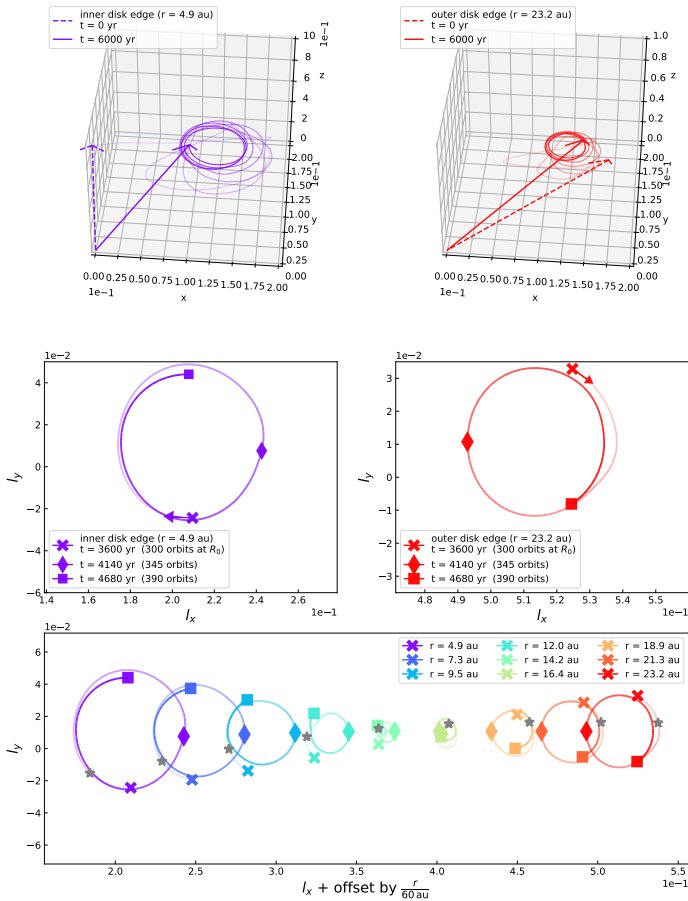 inner disk edge (r = 4.9 au)
t = 0 yr
t = 6000 yr
10
1e−1
8
z
6
4
2
0
2.00
1e−1
1.75
1.50
1.25
1.00
y
0.75
0.50
0.25
0.00
0.00 0.25 0.50 0.75 1.00 1.25 1.50 1.75 2.00
1e−1
x
outer disk edge (r = 23.2 au)
t = 0 yr
t = 6000 yr
1.0
0.8
z
0.6
0.4
0.2
0.0
2.00
1e−1
1.75
1.50
1.25
1.00
y
0.75
0.50
0.25
0.00
0.00 0.25 0.50 0.75 1.00 1.25 1.50 1.75 2.00
1e−1
x
1e−2
4
2
0
−2
−4
−6
l_y
inner disk edge (r = 4.9 au)
t = 3600 yr (300 orbits at R_0)
t = 4140 yr (345 orbits)
t = 4680 yr (390 orbits)
1.4 1.6 1.8 2.0 2.2 2.4 2.6
1e−1
l_x
1e−2
3
2
1
0
−1
−2
−3
l_y
outer disk edge (r = 23.2 au)
t = 3600 yr (300 orbits at R_0)
t = 4140 yr (345 orbits)
t = 4680 yr (390 orbits)
4.8 4.9 5.0 5.1 5.2 5.3 5.4 5.5
1e−1
l_x
1e−2
6
4
2
0
−2
−4
−6
l_y
r = 4.9 au r = 12.0 au r = 18.9 au
r = 7.3 au r = 14.2 au r = 21.3 au
r = 9.5 au r = 16.4 au r = 23.2 au
2.0 2.5 3.0 3.5 4.0 4.5 5.0 5.5
1e−1
l_x + offset by r/60 au